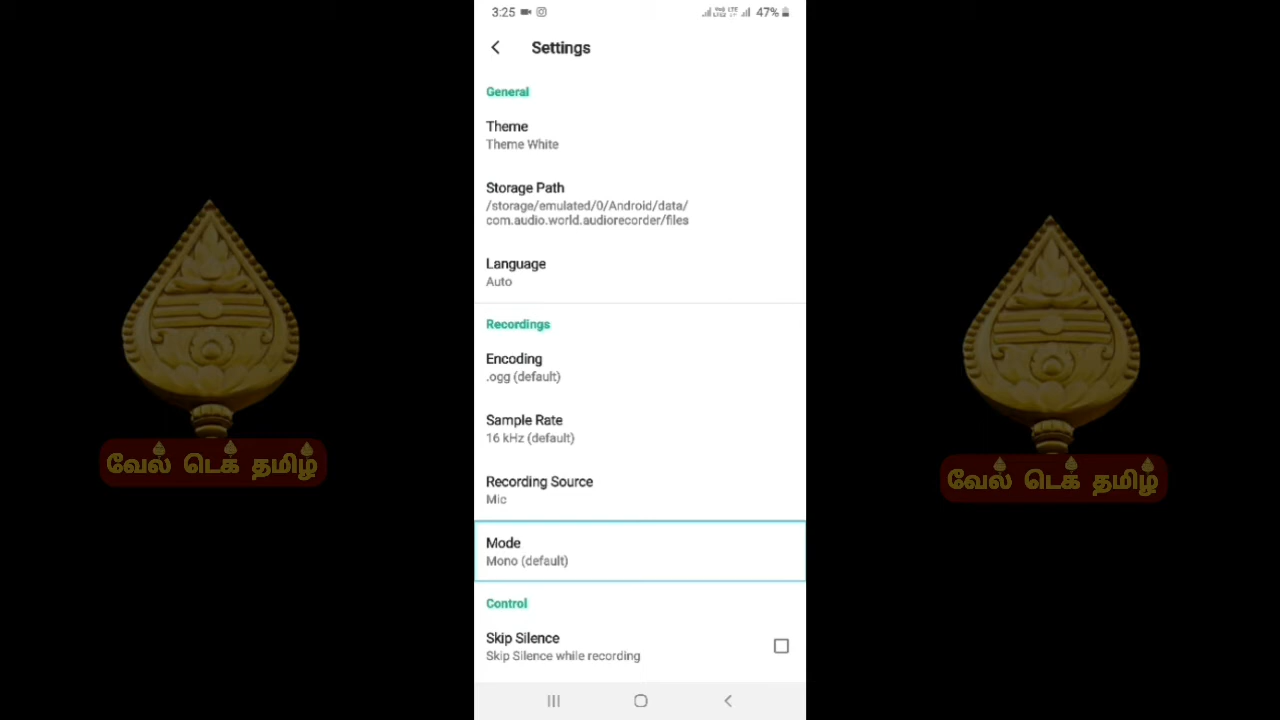 3:25
47%
Settings
General
Theme
Theme White
Storage Path
/storage/emulated/0/Android/data/
com.audio.world.audiorecorder/files
Language
Auto
Recordings
Encoding
.ogg (default)
Sample Rate
16 kHz (default)
Recording Source
Mic
Mode
Mono (default)
Control
Skip Silence
Skip Silence while recording
வேல் டெக் தமிழ்
வேல் டெக் தமிழ்